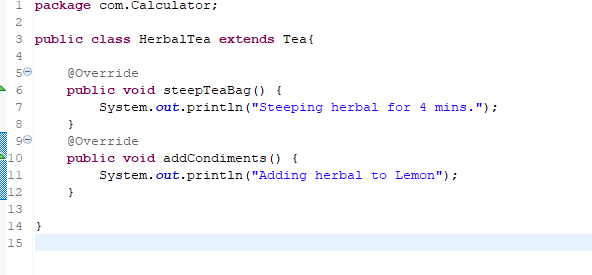 1 package com.Calculator;
2
3 public class HerbalTea extends Tea{
4
5 @Override
6 public void steepTeaBag() {
7 System.out.println("Steeping herbal for 4 mins.");
8 }
9 @Override
10 public void addCondiments() {
11 System.out.println("Adding herbal to Lemon");
12 }
13
14 }
15